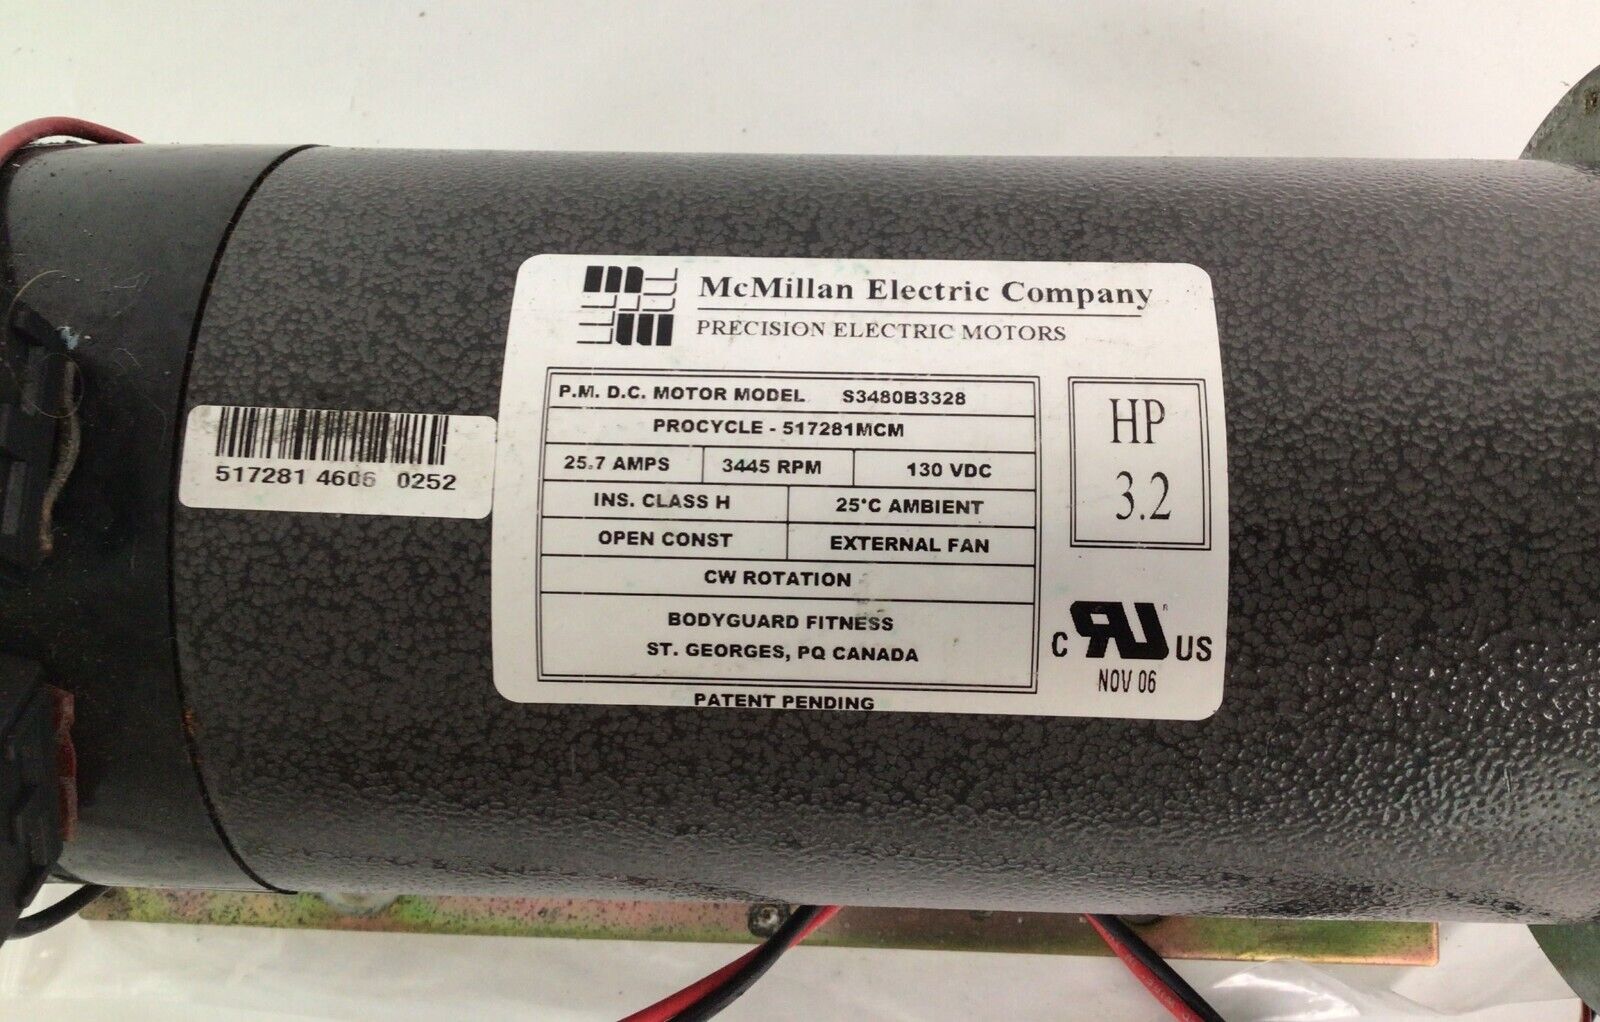 McMillan Electric Company
PRECISION ELECTRIC MOTORS
P.M. D.C. MOTOR MODEL S3480B3328
PROCYCLE - 517281MCM
25.7 AMPS 3445 RPM 130 VDC
INS. CLASS H 25°C AMBIENT
OPEN CONST EXTERNAL FAN
CW ROTATION
BODYGUARD FITNESS
ST. GEORGES, PQ CANADA
PATENT PENDING
HP
3.2
C RU ® US
NOV 06
517281 4606 0252